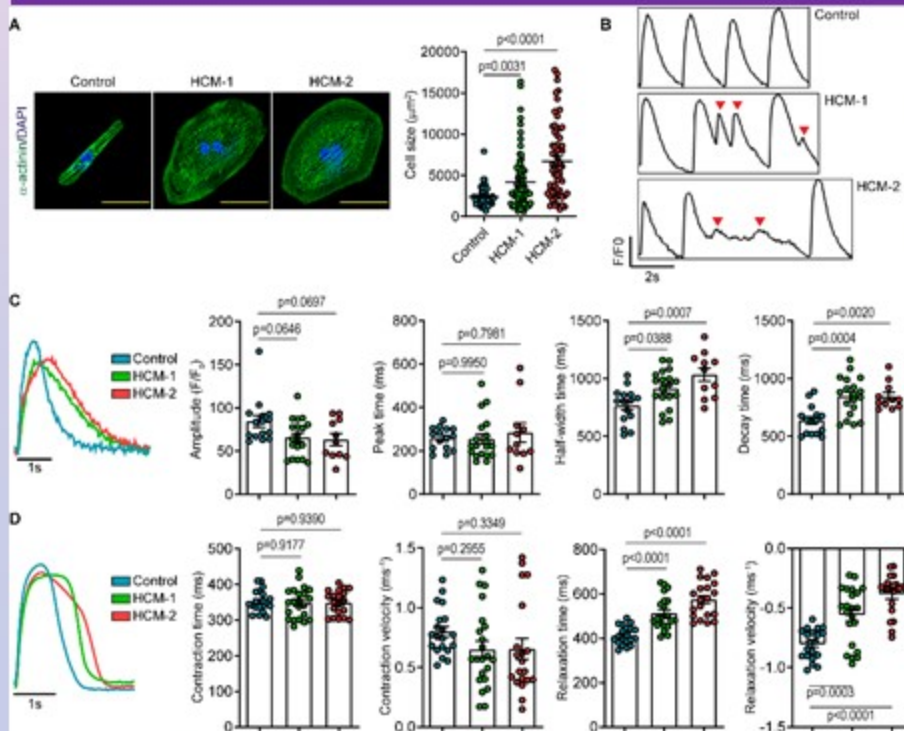 A
Control
HCM-1
HCM-2
α-actinin/DAPI
p<0.0001
p=0.0031
Cell size (μm²)
20000
15000
10000
5000
0
Control
HCM-1
HCM-2
B
Control
HCM-1
HCM-2
F/F0
2s
C
Control
HCM-1
HCM-2
1s
p=0.0697
p=0.0646
Amplitude (F/F₀)
200
150
100
50
0
p=0.7981
p=0.9950
Peak time (ms)
800
600
400
200
0
p=0.0007
p=0.0388
Half-width time (ms)
1500
1000
500
0
p=0.0020
p=0.0004
Decay time (ms)
1500
1000
500
0
D
Control
HCM-1
HCM-2
1s
p=0.9390
p=0.9177
Contraction time (ms)
500
400
300
200
100
0
p=0.3349
p=0.2955
Contraction velocity (ms⁻¹)
1.5
1.0
0.5
0.0
p<0.0001
p<0.0001
Relaxation time (ms)
800
600
400
200
0
Relaxation velocity (ms⁻¹)
0.0
-0.5
-1.0
-1.5
p=0.0003
p<0.0001